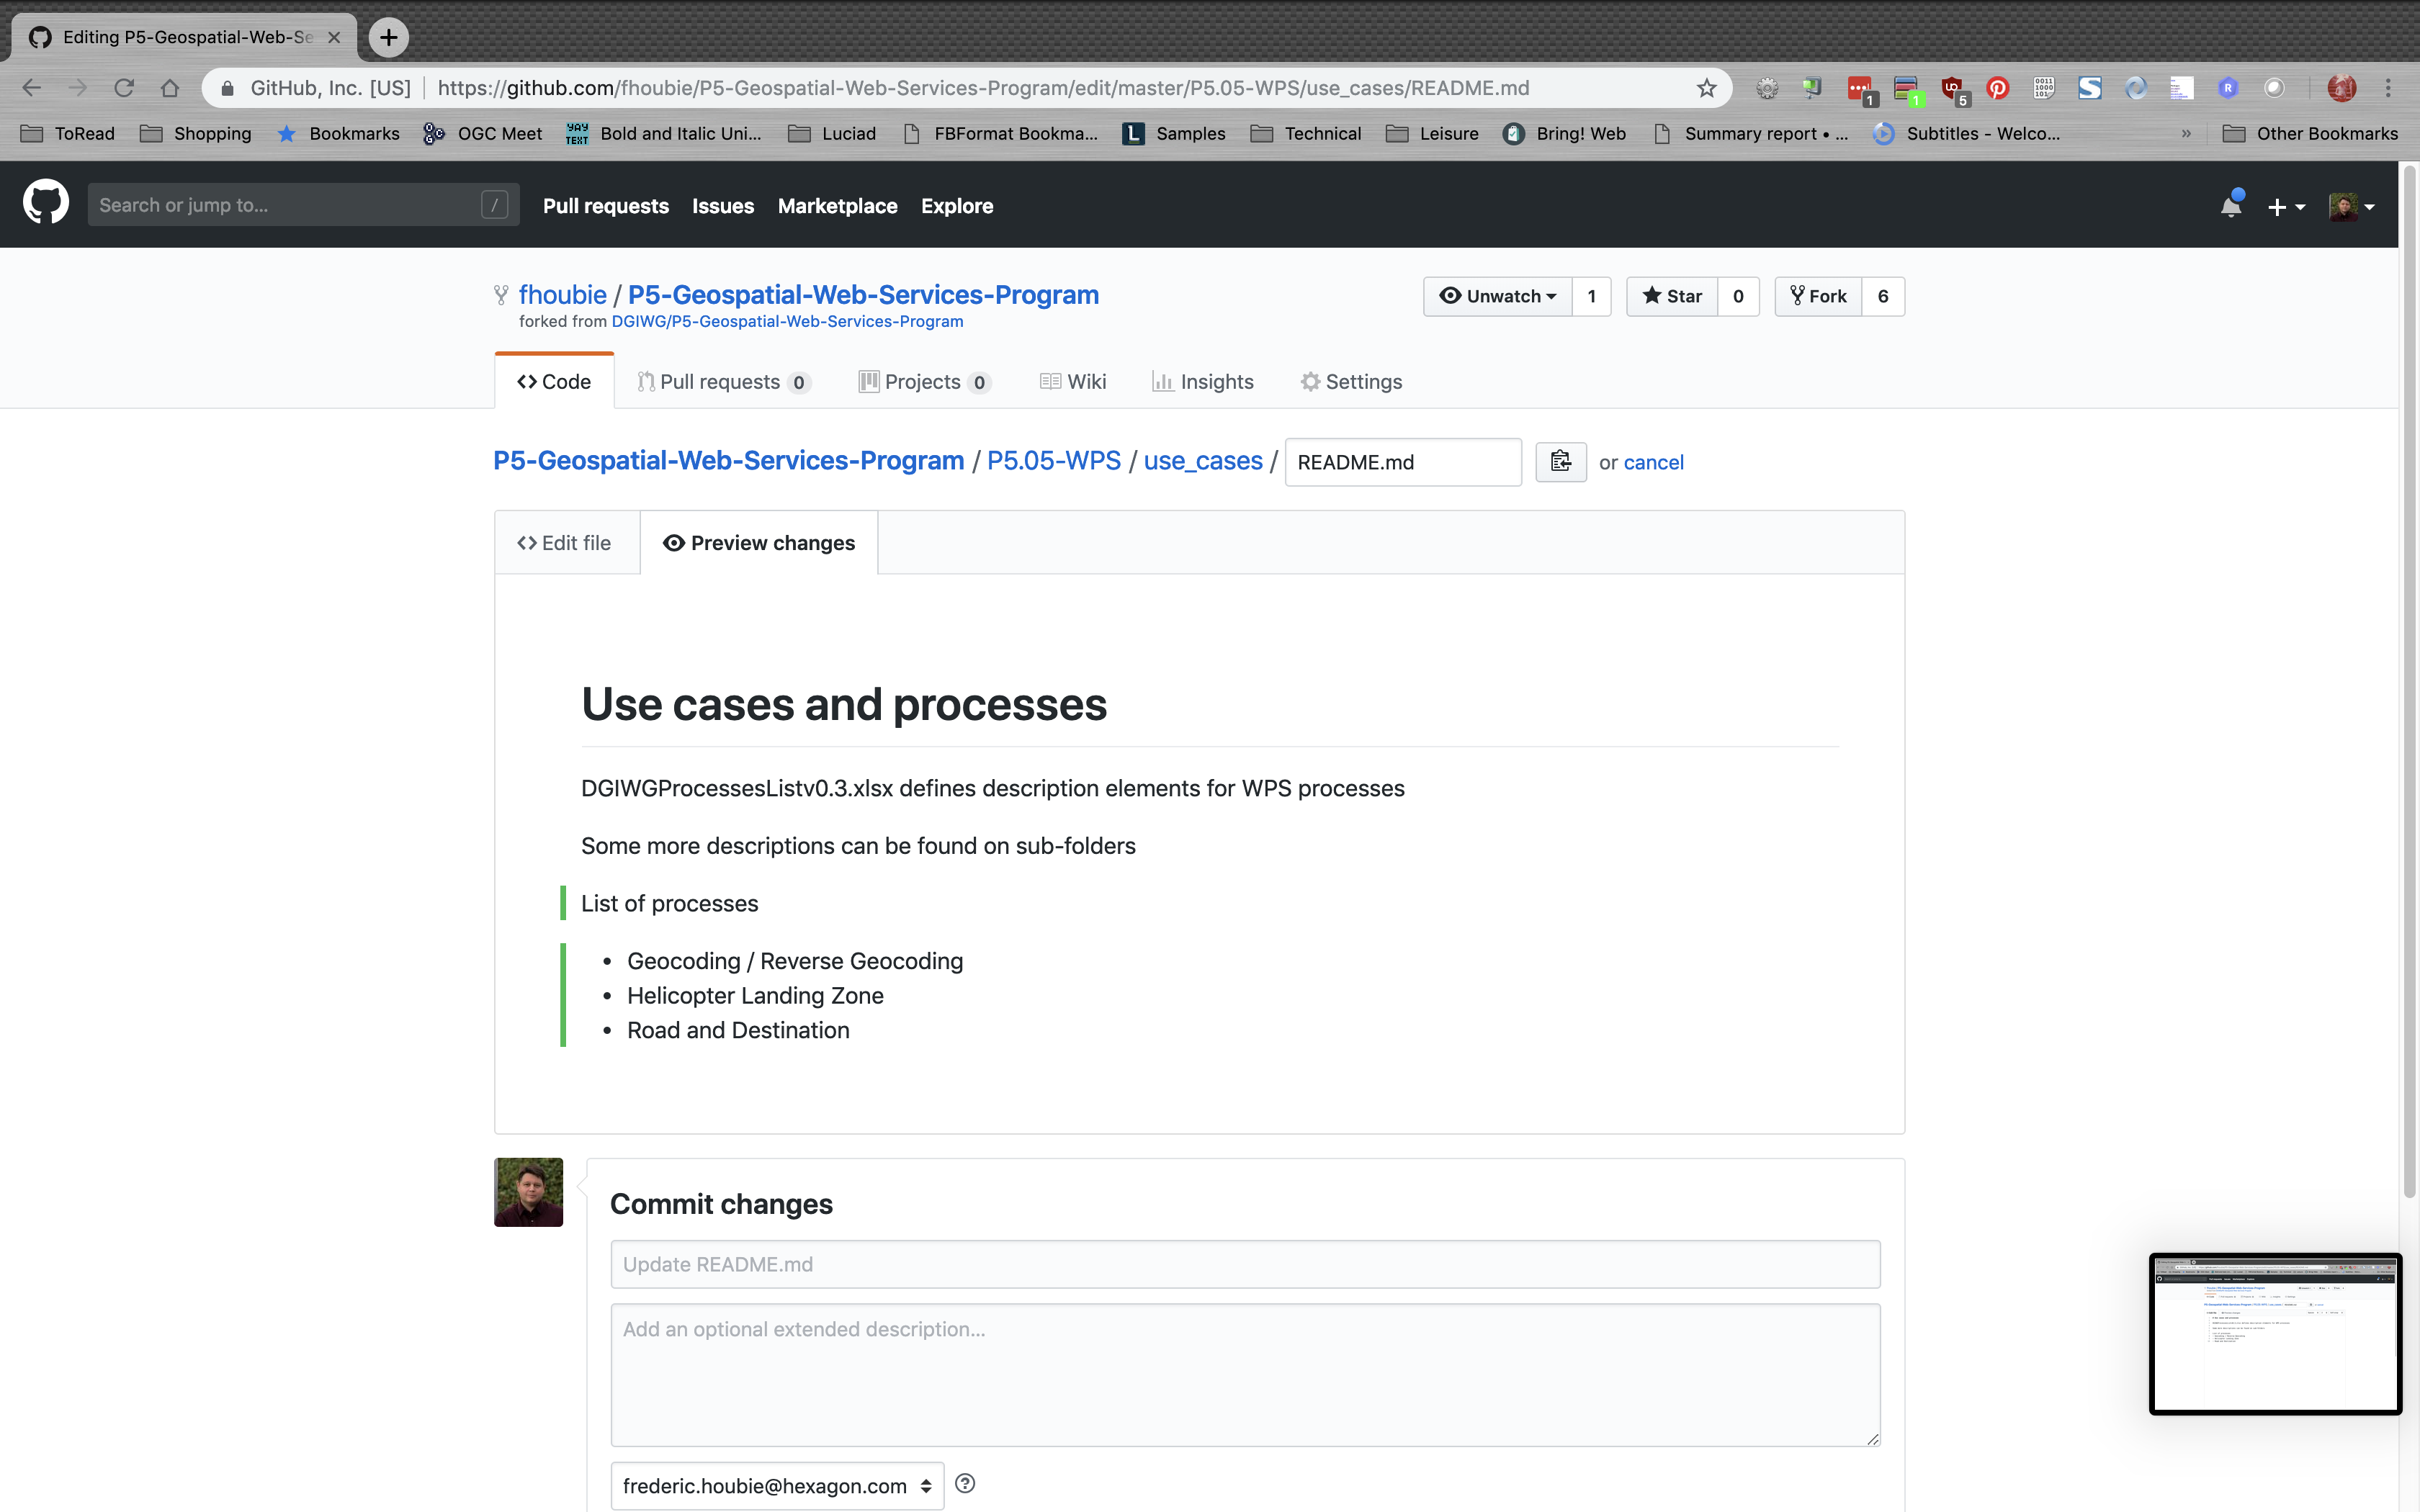 Editing P5-Geospatial-Web-Se
GitHub, Inc. [US] https://github.com/fhoubie/P5-Geospatial-Web-Services-Program/edit/master/P5.05-WPS/use_cases/README.md 1 1 5
ToRead Shopping Bookmarks OGC Meet Bold and Italic Uni... Luciad FBFormat Bookma... Samples Technical Leisure Bring! Web Summary report • ... Subtitles - Welco... » Other Bookmarks
Search or jump to... / Pull requests Issues Marketplace Explore
fhoubie / P5-Geospatial-Web-Services-Program Unwatch 1 Star 0 Fork 6
forked from DGIWG/P5-Geospatial-Web-Services-Program
Code Pull requests 0 Projects 0 Wiki Insights Settings
P5-Geospatial-Web-Services-Program / P5.05-WPS / use_cases / README.md or cancel
Edit file Preview changes
Use cases and processes
DGIWGProcessesListv0.3.xlsx defines description elements for WPS processes
Some more descriptions can be found on sub-folders
List of processes
• Geocoding / Reverse Geocoding
• Helicopter Landing Zone
• Road and Destination
Commit changes
Update README.md
Add an optional extended description...
frederic.houbie@hexagon.com